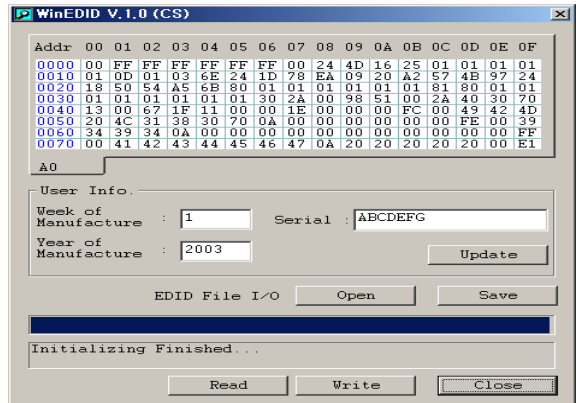 WinEDID V.1.0 (CS)
Addr 00 01 02 03 04 05 06 07 08 09 0A 0B 0C 0D 0E 0F
0000 00 FF FF FF FF FF FF 00 24 4D 16 25 01 01 01 01
0010 01 0D 01 03 6E 24 1D 78 EA 09 20 A2 57 4B 97 24
0020 18 50 54 A5 6B 80 01 01 01 01 01 01 81 80 01 01
0030 01 01 01 01 01 01 30 2A 00 98 51 00 2A 40 30 70
0040 13 00 67 1F 11 00 00 1E 00 00 00 FC 00 49 42 4D
0050 20 4C 31 38 30 70 0A 00 00 00 00 00 00 FE 00 39
0060 34 39 34 0A 00 00 00 00 00 00 00 00 00 00 00 FF
0070 00 41 42 43 44 45 46 47 0A 20 20 20 20 20 00 E1
A0
User Info.
Week of Manufacture : 1 Serial : ABCDEFG
Year of Manufacture : 2003 Update
EDID File I/O Open Save
Initializing Finished...
Read Write Close